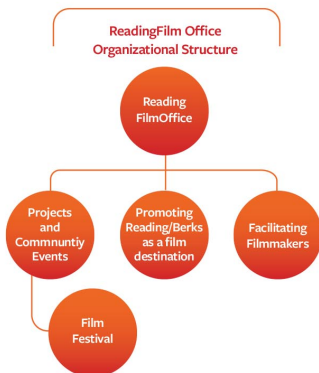 ReadingFilm Office
Organizational Structure
Reading
FilmOffice
Projects
and
Commnuntiy
Events
Promoting
Reading/Berks
as a film
destination
Facilitating
Filmmakers
Film
Festival